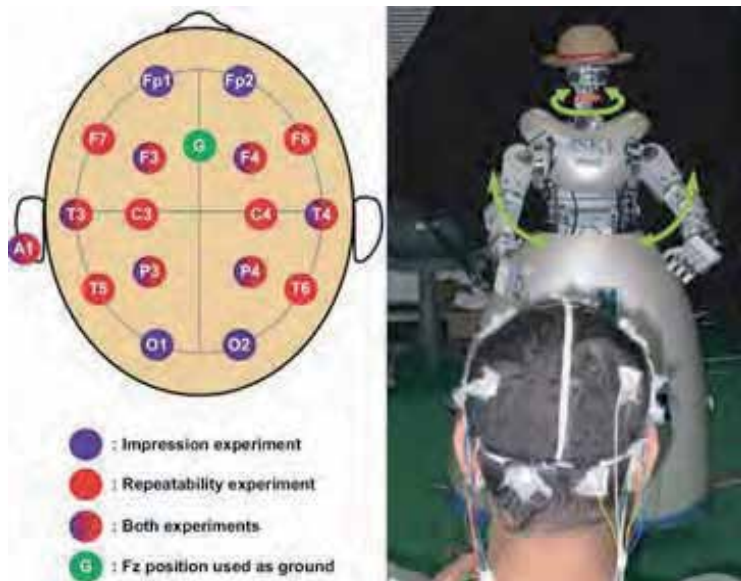 Fp1 Fp2
F7 F3 G F4 F8
A1 T3 C3 C4 T4
T5 P3 P4 T6
O1 O2
: Impression experiment
: Repeatability experiment
: Both experiments
G : Fz position used as ground